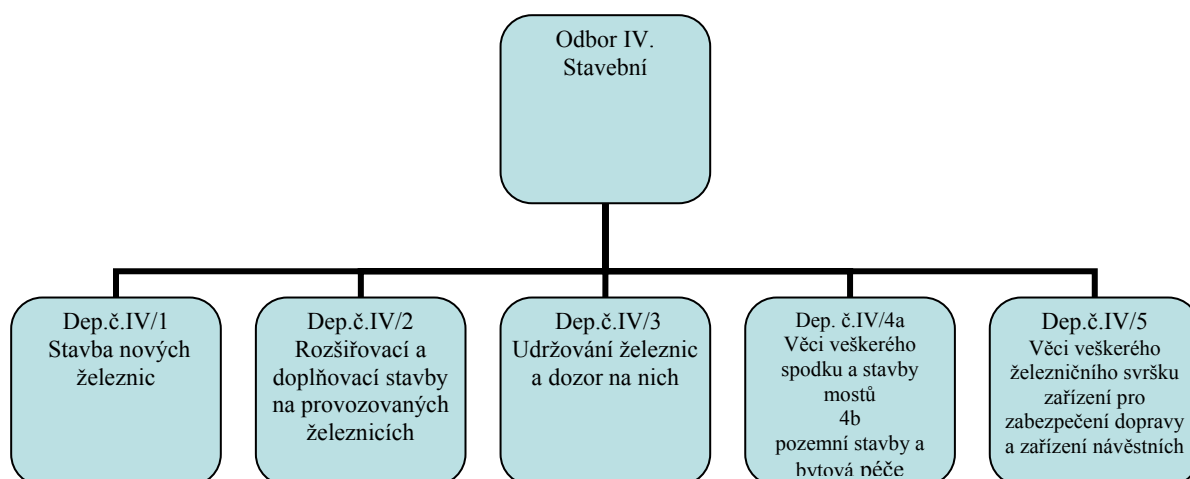 Odbor IV.
Stavební
Dep.č.IV/1
Stavba nových
železnic
Dep.č.IV/2
Rozšiřovací a
doplňovací stavby
na provozovaných
železnicích
Dep.č.IV/3
Udržování železnic
a dozor na nich
Dep. č.IV/4a
Věci veškerého
spodku a stavby
mostů
4b
pozemní stavby a
bytová péče
Dep.č.IV/5
Věci veškerého
železničního svršku
zařízení pro
zabezpečení dopravy
a zařízení návěstních